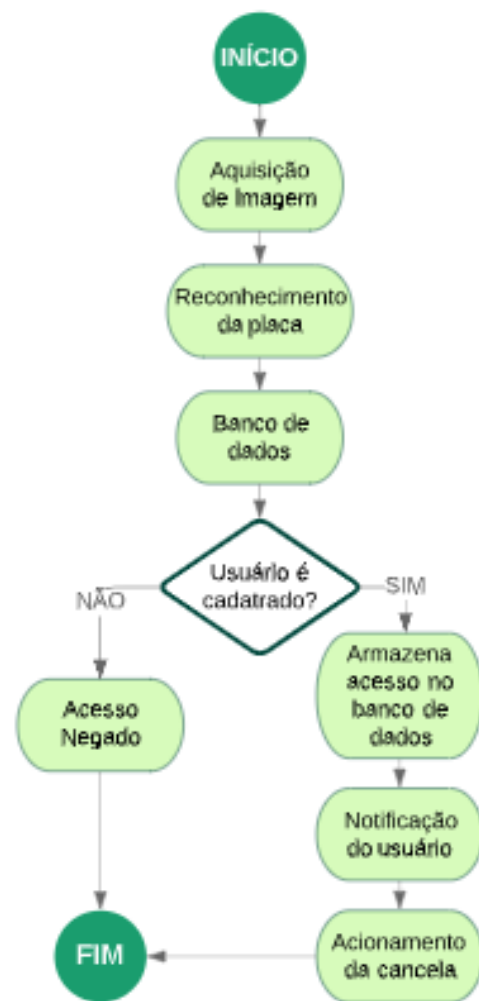 INÍCIO
Aquisição
de Imagem
Reconhecimento
da placa
Banco de
dados
Usuário é
cadatrado?
NÃO
SIM
Armazena
acesso no
banco de
dados
Acesso
Negado
Notificação
do usuário
Acionamento
da cancela
FIM